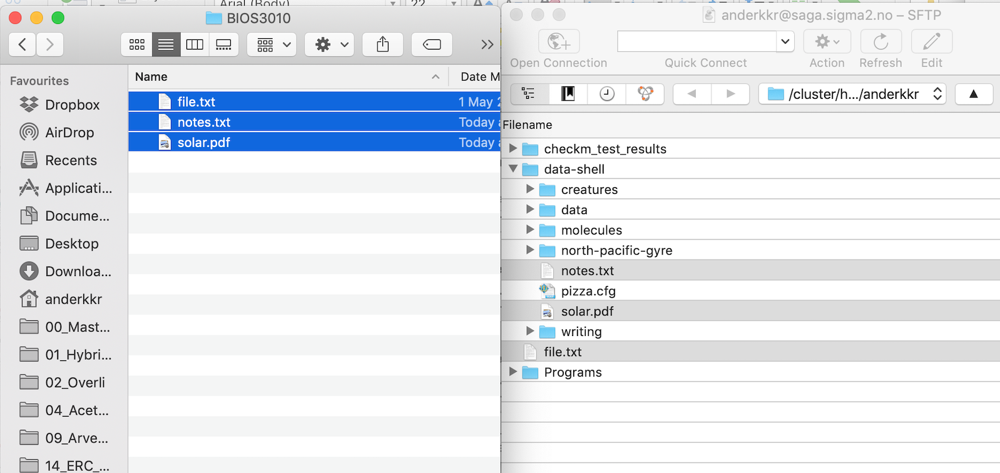 Arial (Body)
22
BIOS3010
Favourites
Dropbox
AirDrop
Recents
Applicati...
Docume...
Desktop
Downloa...
anderkkr
00_Mast...
01_Hybri...
02_Overli
04_Acet...
09_Arve...
14_ERC_...
Name
Date M
file.txt
1 May 2
notes.txt
Today a
solar.pdf
Today a
anderkkr@saga.sigma2.no – SFTP
Open Connection
Quick Connect
Action
Refresh
Edit
/cluster/h.../anderkkr
Filename
checkm_test_results
data-shell
creatures
data
molecules
north-pacific-gyre
notes.txt
pizza.cfg
solar.pdf
writing
file.txt
Programs